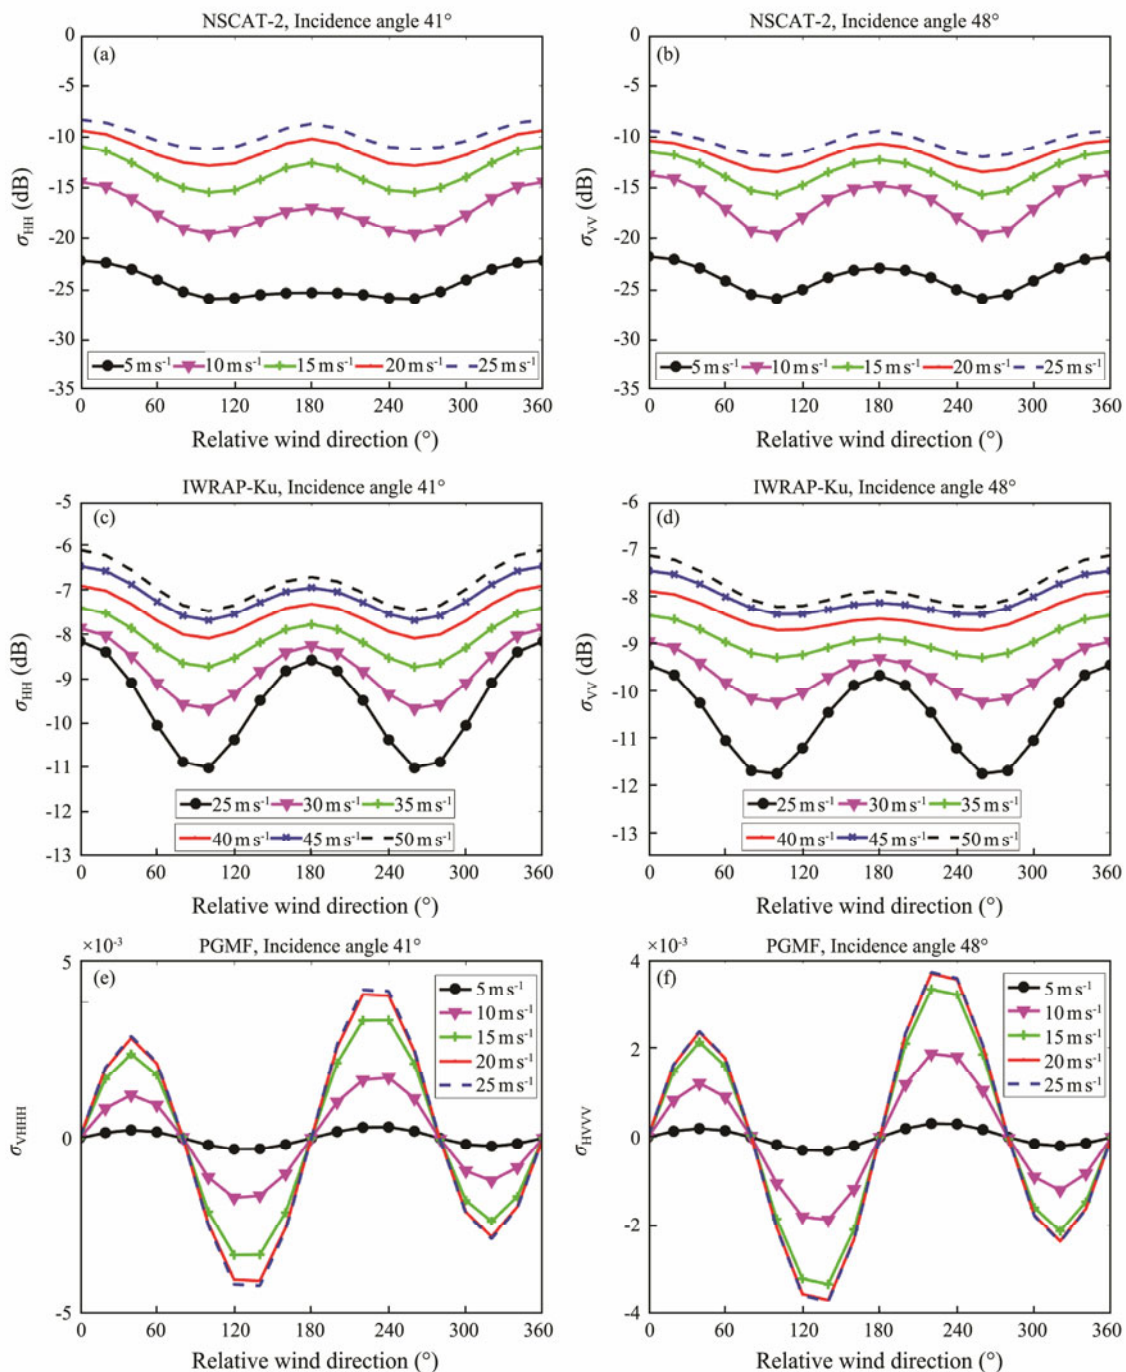 NSCAT-2, Incidence angle 41°
(a)
0
-5
-10
-15
-20
-25
-30
-35
σHH (dB)
5 m s-1 10 m s-1 15 m s-1 20 m s-1 25 m s-1
0 60 120 180 240 300 360
Relative wind direction (°)
NSCAT-2, Incidence angle 48°
(b)
0
-5
-10
-15
-20
-25
-30
-35
σVV (dB)
5 m s-1 10 m s-1 15 m s-1 20 m s-1 25 m s-1
0 60 120 180 240 300 360
Relative wind direction (°)
IWRAP-Ku, Incidence angle 41°
(c)
-5
-6
-7
-8
-9
-10
-11
-12
-13
σHH (dB)
25 m s-1 30 m s-1 35 m s-1
40 m s-1 45 m s-1 50 m s-1
0 60 120 180 240 300 360
Relative wind direction (°)
IWRAP-Ku, Incidence angle 48°
(d)
-6
-7
-8
-9
-10
-11
-12
-13
σVV (dB)
25 m s-1 30 m s-1 35 m s-1
40 m s-1 45 m s-1 50 m s-1
0 60 120 180 240 300 360
Relative wind direction (°)
×10-3
PGMF, Incidence angle 41°
(e)
5
0
-5
σVHHH
5 m s-1
10 m s-1
15 m s-1
20 m s-1
25 m s-1
0 60 120 180 240 300 360
Relative wind direction (°)
×10-3
PGMF, Incidence angle 48°
(f)
4
2
0
-2
-4
σHVVV
5 m s-1
10 m s-1
15 m s-1
20 m s-1
25 m s-1
0 60 120 180 240 300 360
Relative wind direction (°)